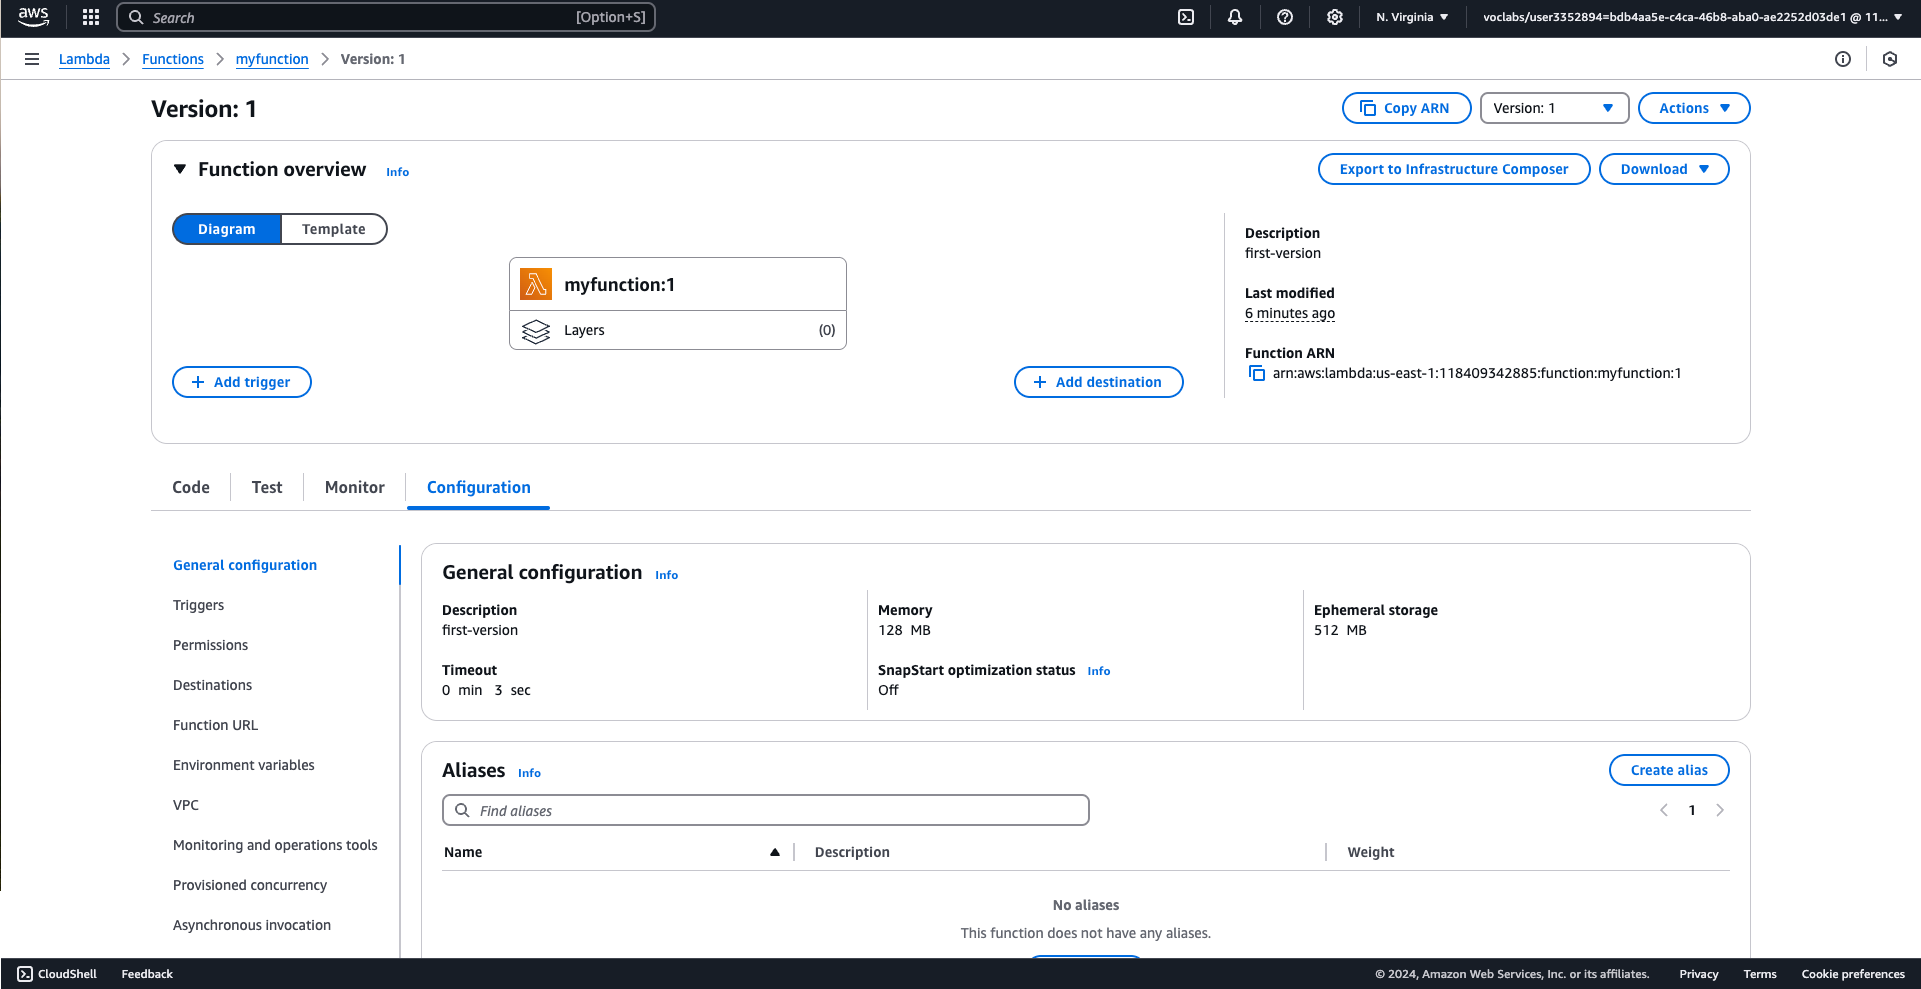 aws
Search [Option+S]
N. Virginia
voclabs/user3352894=bdb4aa5e-c4ca-46b8-aba0-ae2252d03de1 @ 11...
Lambda
Functions
myfunction
Version: 1
Version: 1
Copy ARN
Version: 1
Actions
Function overview Info
Export to Infrastructure Composer
Download
Diagram
Template
myfunction:1
Layers (0)
Add trigger
Add destination
Description
first-version
Last modified
6 minutes ago
Function ARN
arn:aws:lambda:us-east-1:118409342885:function:myfunction:1
Code
Test
Monitor
Configuration
General configuration
Triggers
Permissions
Destinations
Function URL
Environment variables
VPC
Monitoring and operations tools
Provisioned concurrency
Asynchronous invocation
General configuration Info
Description
first-version
Memory
128 MB
Ephemeral storage
512 MB
Timeout
0 min 3 sec
SnapStart optimization status Info
Off
Aliases Info
Create alias
Find aliases
1
Name
Description
Weight
No aliases
This function does not have any aliases.
CloudShell
Feedback
© 2024, Amazon Web Services, Inc. or its affiliates.
Privacy
Terms
Cookie preferences